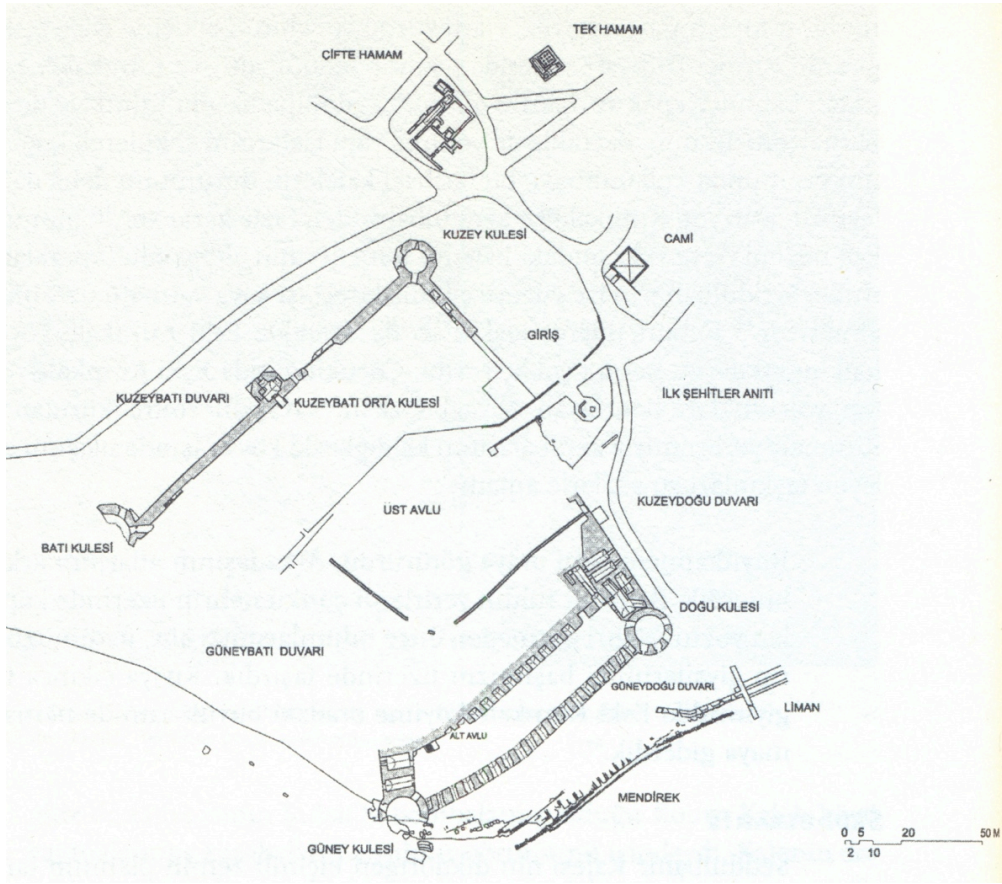 TEK HAMAM
ÇİFTE HAMAM
KUZEY KULESİ
CAMİ
GİRİŞ
KUZEYBATI DUVARI
KUZEYBATI ORTA KULESİ
İLK ŞEHİTLER ANITI
ÜST AVLU
KUZEYDOĞU DUVARI
BATI KULESİ
DOĞU KULESİ
GÜNEYBATI DUVARI
GÜNEYDOĞU DUVARI
LİMAN
ALT AVLU
MENDİREK
GÜNEY KULESİ
0 5 20 50 M
2 10